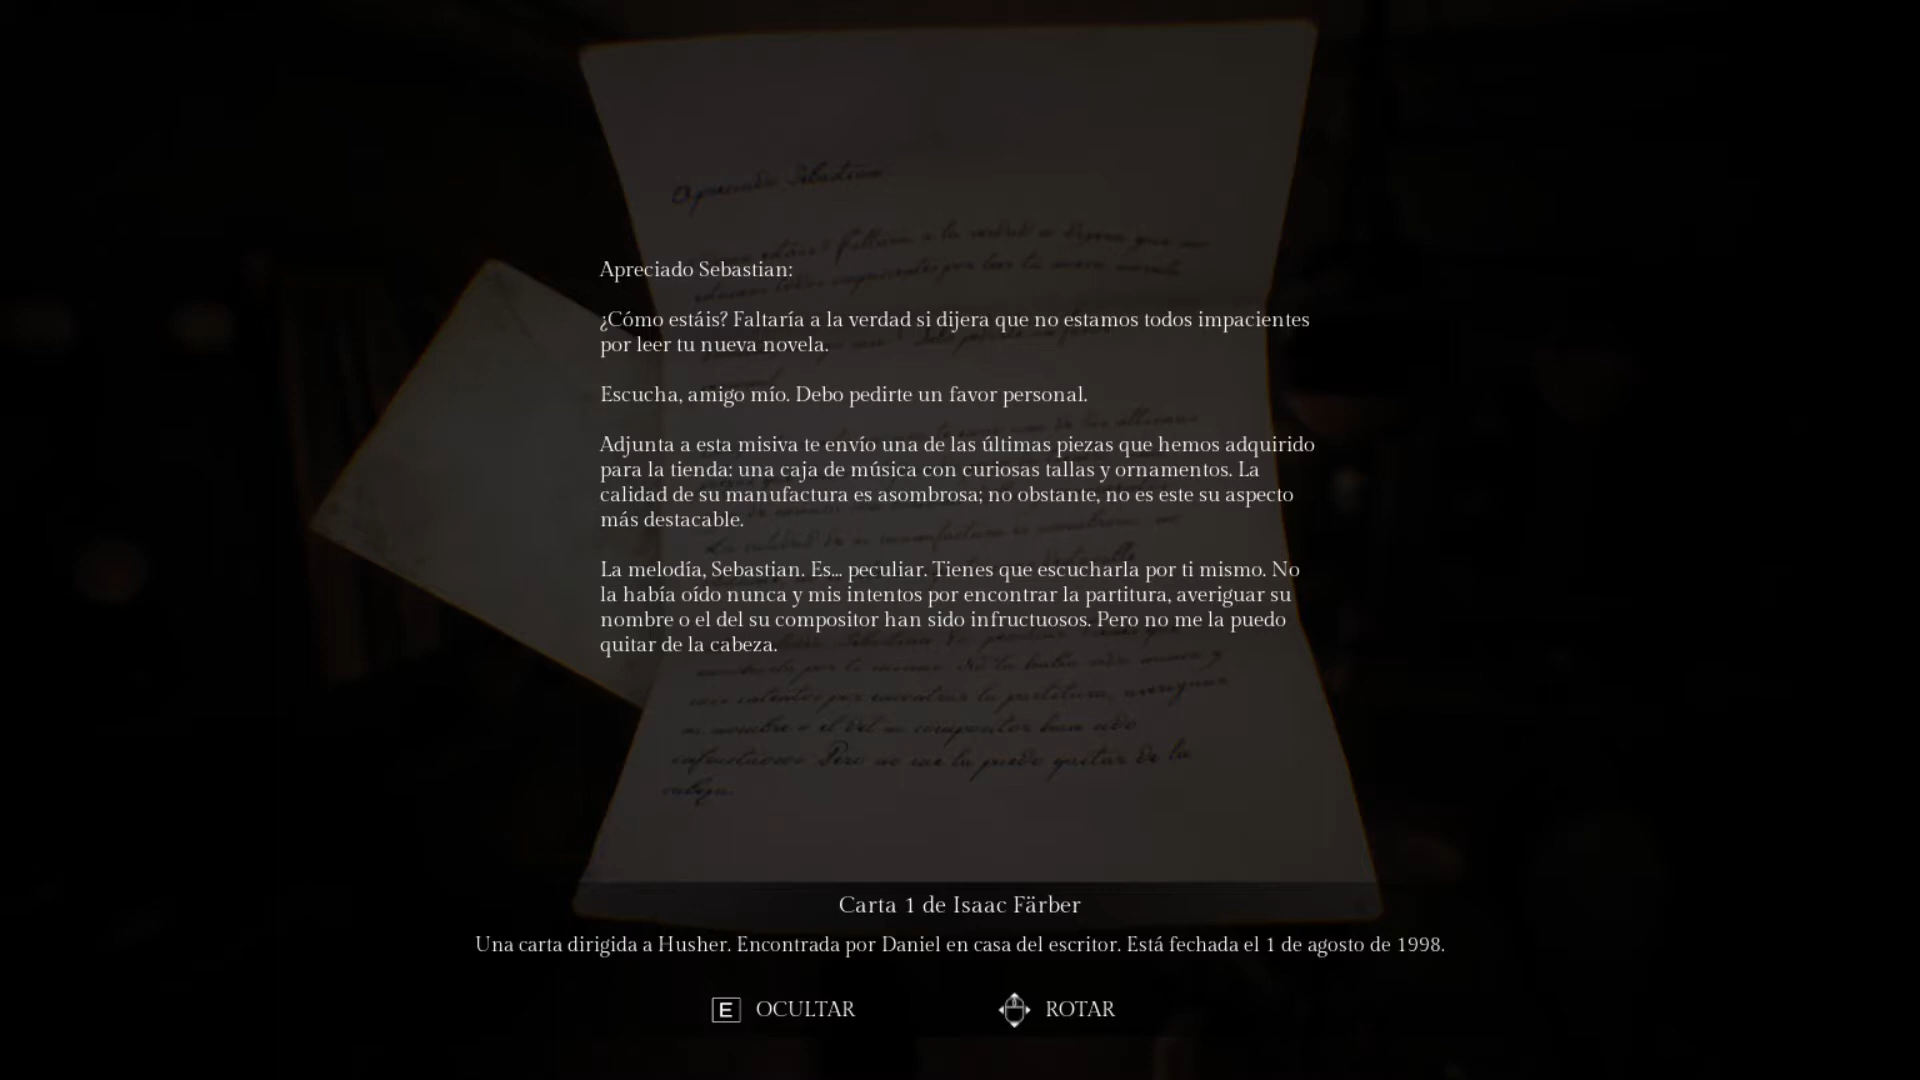 Apreciado Sebastian:
¿Cómo estáis? Faltaría a la verdad si dijera que no estamos todos impacientes
por leer tu nueva novela.
Escucha, amigo mío. Debo pedirte un favor personal.
Adjunta a esta misiva te envío una de las últimas piezas que hemos adquirido
para la tienda: una caja de música con curiosas tallas y ornamentos. La
calidad de su manufactura es asombrosa; no obstante, no es este su aspecto
más destacable.
La melodía, Sebastian. Es... peculiar. Tienes que escucharla por ti mismo. No
la había oído nunca y mis intentos por encontrar la partitura, averiguar su
nombre o el del su compositor han sido infructuosos. Pero no me la puedo
quitar de la cabeza.
Carta 1 de Isaac Färber
Una carta dirigida a Husher. Encontrada por Daniel en casa del escritor. Está fechada el 1 de agosto de 1998.
E OCULTAR ROTAR